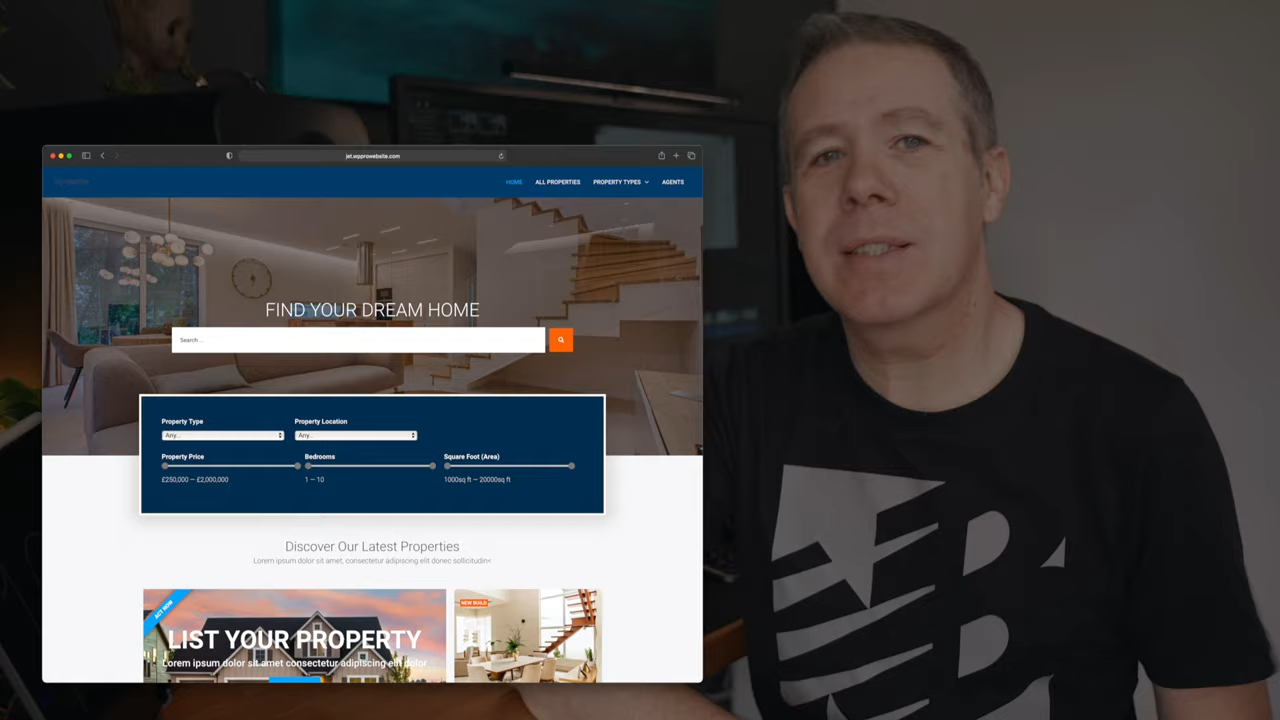 jet.wpprowebsite.com
HOME ALL PROPERTIES PROPERTY TYPES AGENTS
FIND YOUR DREAM HOME
Search ...
Property Type Property Location
Any... Any...
Property Price Bedrooms Square Foot (Area)
£250,000 — £2,000,000 1 — 10 1000sq ft — 20000sq ft
Discover Our Latest Properties
Lorem ipsum dolor sit amet, consectetur adipiscing elit donec sollicitudin<
ACT NOW
NEW BUILD
LIST YOUR PROPERTY
Lorem ipsum dolor sit amet consectetur adipiscing elit dolor
B